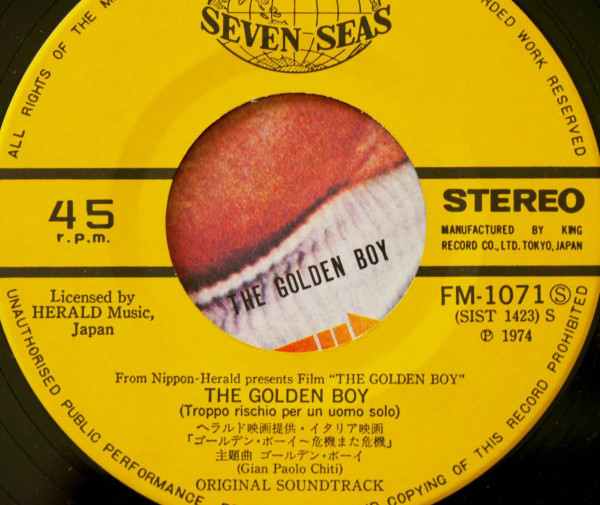 SEVEN SEAS
ALL RIGHTS OF THE M
RDED WORK RESERVED
45
r.p.m.
STEREO
MANUFACTURED BY KING
RECORD CO., LTD. TOKYO, JAPAN
THE GOLDEN BOY
Licensed by
HERALD Music,
Japan
FM-1071 Ⓢ
(SIST 1423) S
Ⓟ 1974
From Nippon-Herald presents Film "THE GOLDEN BOY"
THE GOLDEN BOY
(Troppo rischio per un uomo solo)
ヘラルド映画提供・イタリア映画
「ゴールデン・ボーイ〜危機また危機」
主題曲 ゴールデン・ボーイ
(Gian Paolo Chiti)
ORIGINAL SOUNDTRACK
UNAUTHORISED PUBLIC PERFORMANCE,
COPYING OF THIS RECORD PROHIBITED